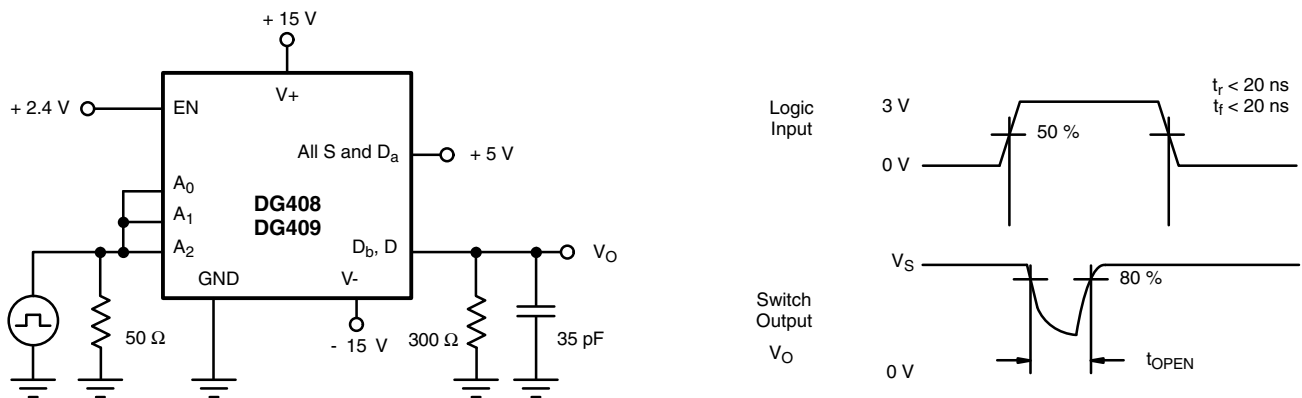 + 15 V
+ 2.4 V
EN
V+
All S and Da
+ 5 V
A0
A1
A2
DG408
DG409
Db, D
VO
GND
V-
50 Ω
- 15 V
300 Ω
35 pF
Logic
Input
3 V
0 V
50 %
tr < 20 ns
tf < 20 ns
VS
80 %
Switch
Output
VO
0 V
tOPEN